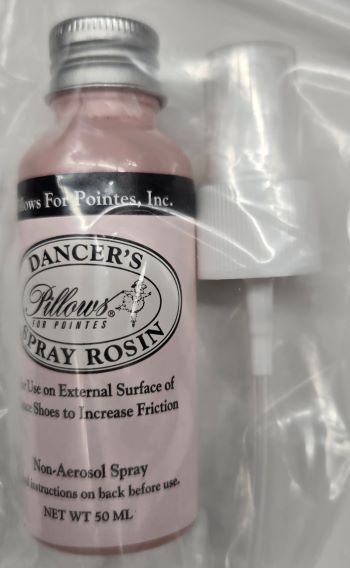 Pillows For Pointes, Inc.
DANCER'S
Pillows®
FOR POINTES
SPRAY ROSIN
Use on External Surface of
Shoes to Increase Friction
Non-Aerosol Spray
instructions on back before use.
NET WT 50 ML